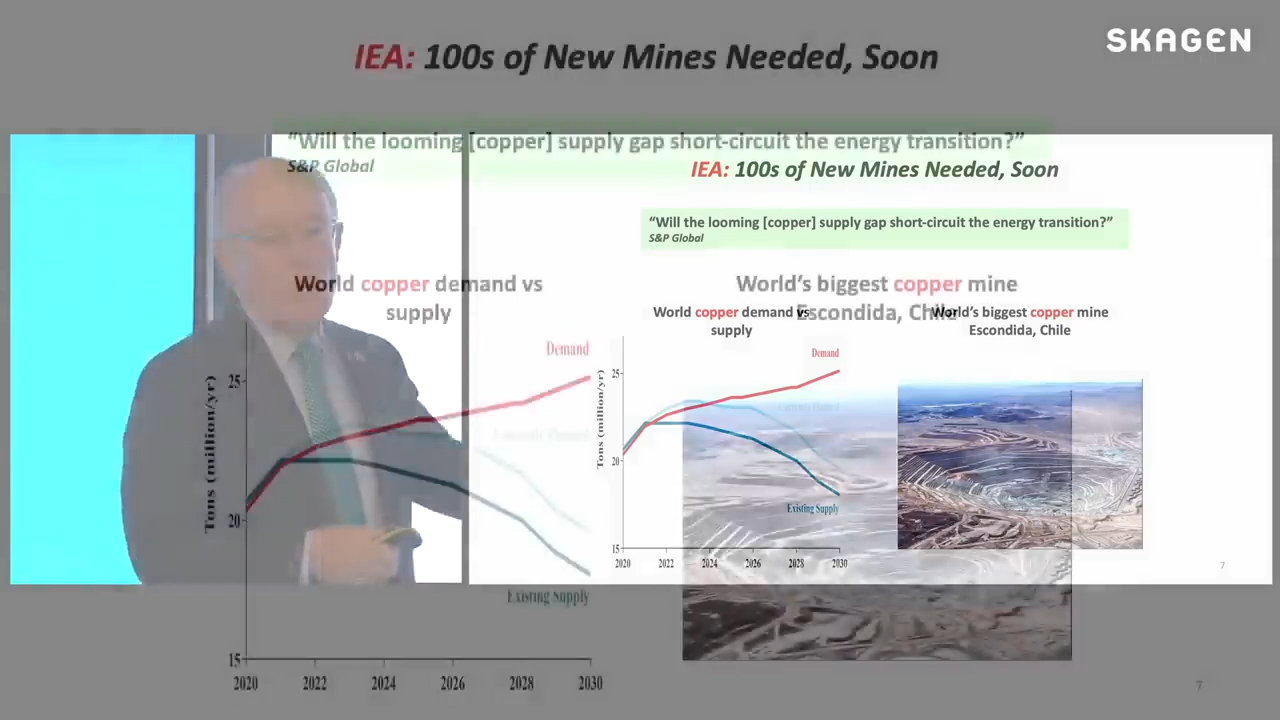 SKAGEN
IEA: 100s of New Mines Needed, Soon
“Will the looming [copper] supply gap short-circuit the energy transition?”
S&P Global
World copper demand vs
supply
World’s biggest copper mine
Escondida, Chile
Demand
25
Tons (million/yr)
20
Existing Supply
15
2020 2022 2024 2026 2028 2030
7
IEA: 100s of New Mines Needed, Soon
“Will the looming [copper] supply gap short-circuit the energy transition?”
S&P Global
World copper demand vs
supply
World’s biggest copper mine
Escondida, Chile
Demand
25
Tons (million/yr)
20
Existing Supply
15
2020 2022 2024 2026 2028 2030
7